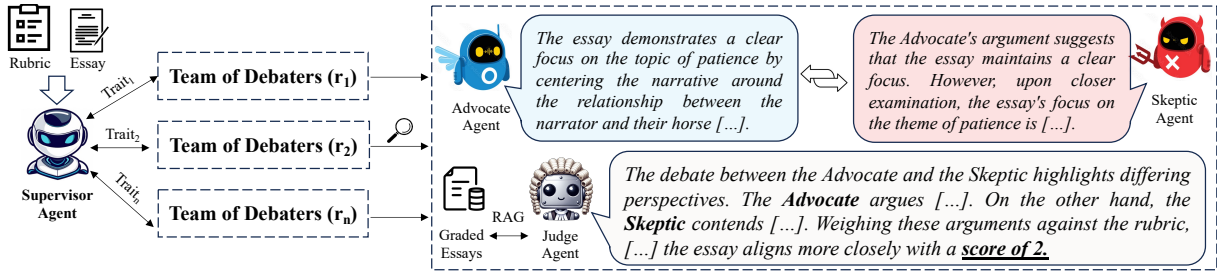 Rubric
Essay
Trait1
Trait2
Traitn
Supervisor
Agent
Team of Debaters (r1)
Team of Debaters (r2)
Team of Debaters (rn)
Advocate
Agent
The essay demonstrates a clear
focus on the topic of patience by
centering the narrative around
the relationship between the
narrator and their horse […].
The Advocate's argument suggests
that the essay maintains a clear
focus. However, upon closer
examination, the essay's focus on
the theme of patience is […].
Skeptic
Agent
Graded
Essays
RAG
Judge
Agent
The debate between the Advocate and the Skeptic highlights differing
perspectives. The Advocate argues […]. On the other hand, the
Skeptic contends […]. Weighing these arguments against the rubric,
[…] the essay aligns more closely with a score of 2.